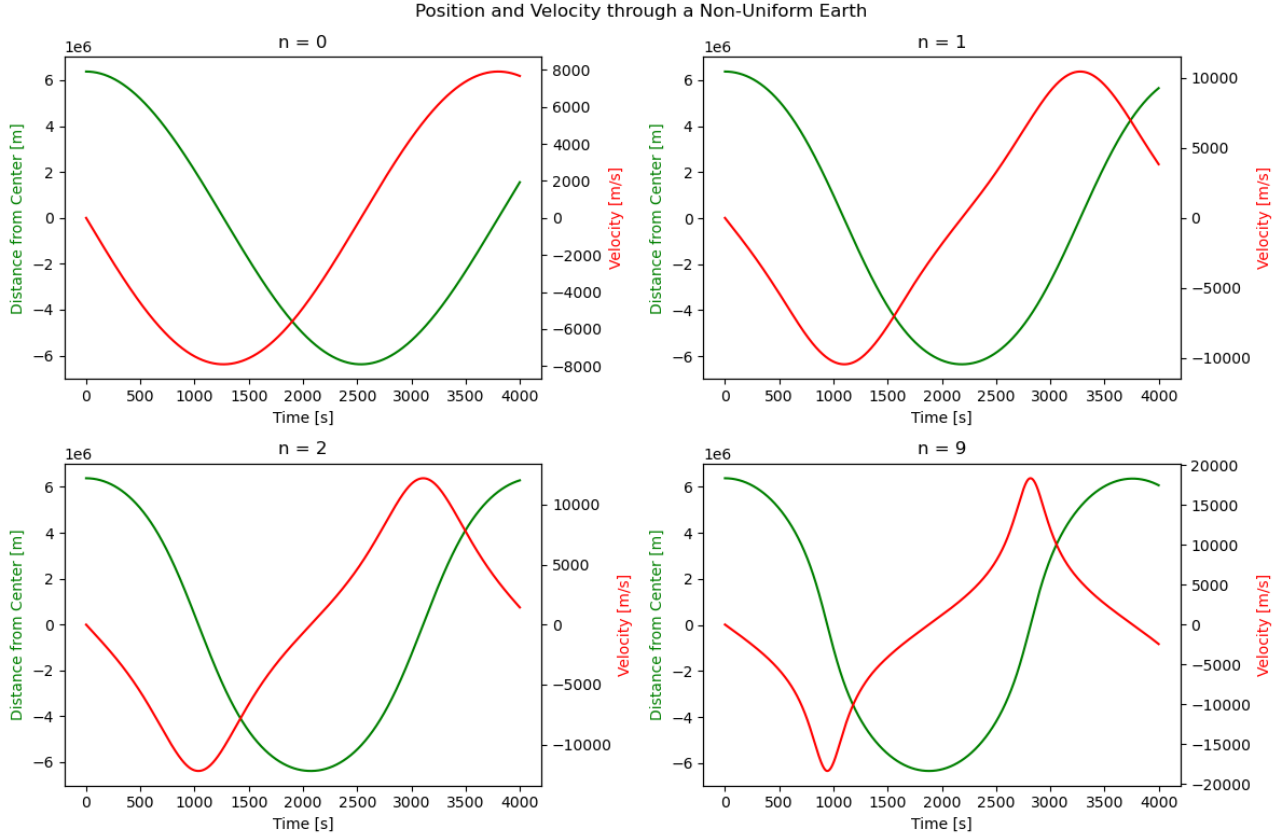 Position and Velocity through a Non-Uniform Earth
n = 0
1e6
6
4
2
0
−2
−4
−6
Distance from Center [m]
8000
6000
4000
2000
0
−2000
−4000
−6000
−8000
Velocity [m/s]
0 500 1000 1500 2000 2500 3000 3500 4000
Time [s]
n = 1
1e6
6
4
2
0
−2
−4
−6
Distance from Center [m]
10000
5000
0
−5000
−10000
Velocity [m/s]
0 500 1000 1500 2000 2500 3000 3500 4000
Time [s]
n = 2
1e6
6
4
2
0
−2
−4
−6
Distance from Center [m]
10000
5000
0
−5000
−10000
Velocity [m/s]
0 500 1000 1500 2000 2500 3000 3500 4000
Time [s]
n = 9
1e6
6
4
2
0
−2
−4
−6
Distance from Center [m]
20000
15000
10000
5000
0
−5000
−10000
−15000
−20000
Velocity [m/s]
0 500 1000 1500 2000 2500 3000 3500 4000
Time [s]